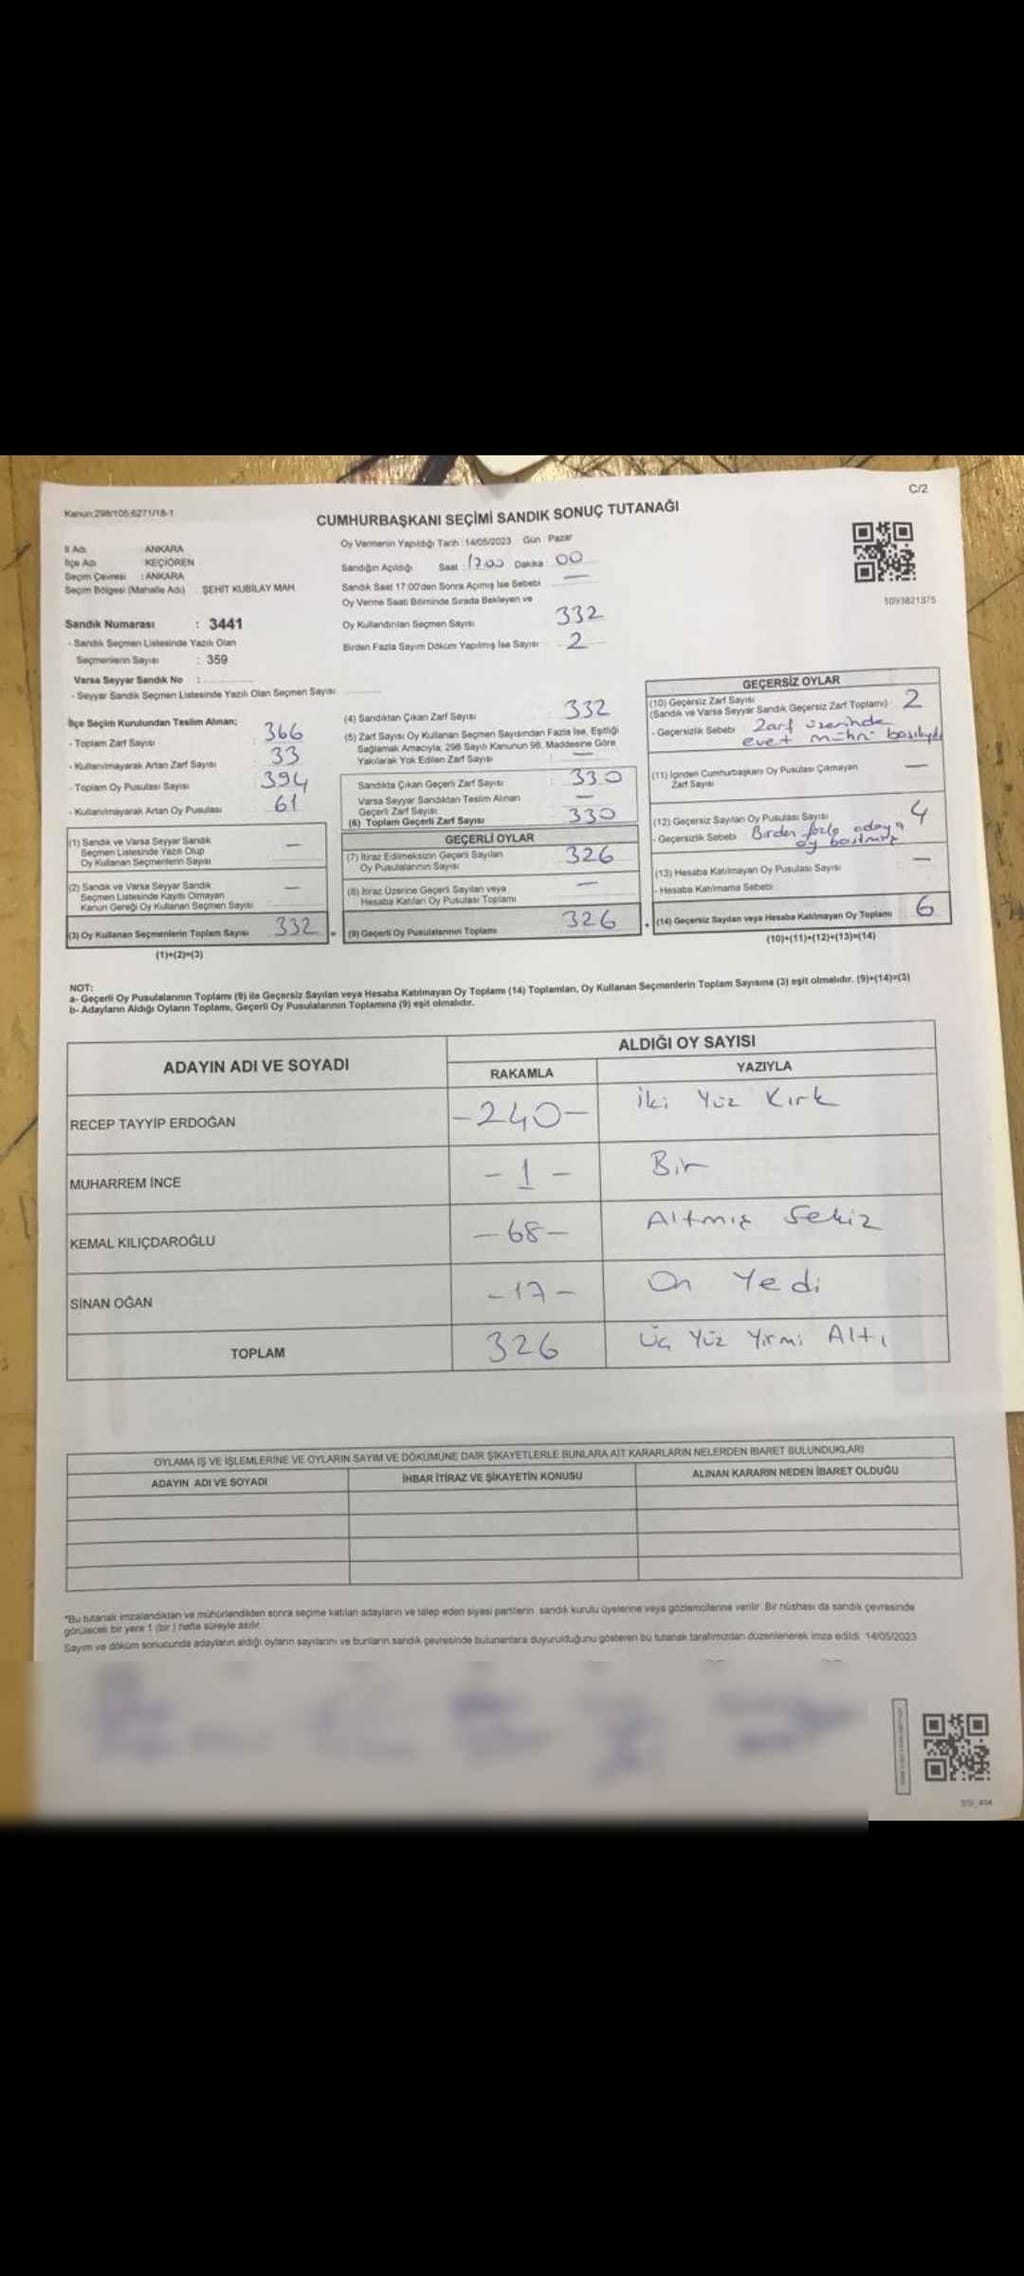 C/2
Kanun:298/105:6271/18-1
CUMHURBAŞKANI SEÇİMİ SANDIK SONUÇ TUTANAĞI
1093821375
İl Adı ANKARA
İlçe Adı KEÇİÖREN
Seçim Çevresi : ANKARA
Seçim Bölgesi (Mahalle Adı) ŞEHİT KUBİLAY MAH.
Sandık Numarası : 3441
- Sandık Seçmen Listesinde Yazılı Olan
Seçmenlerin Sayısı : 359
Varsa Seyyar Sandık No :
- Seyyar Sandık Seçmen Listesinde Yazılı Olan Seçmen Sayısı
Oy Vermenin Yapıldığı Tarih :14/05/2023 Gün Pazar
Sandığın Açıldığı Saat 17:00 Dakika 00
Sandık Saat 17:00'den Sonra Açılmış İse Sebebi —
Oy Verme Saati Bitiminde Sırada Bekleyen ve
Oy Kullandırılan Seçmen Sayısı 332
Birden Fazla Sayım Döküm Yapılmış İse Sayısı 2
İlçe Seçim Kurulundan Teslim Alınan;
- Toplam Zarf Sayısı 366
- Kullanılmayarak Artan Zarf Sayısı 33
- Toplam Oy Pusulası Sayısı 394
- Kullanılmayarak Artan Oy Pusulası 61
(1) Sandık ve Varsa Seyyar Sandık
Seçmen Listesinde Yazılı Olup
Oy Kullanan Seçmenlerin Sayısı —
(2) Sandık ve Varsa Seyyar Sandık
Seçmen Listesinde Kayıtlı Olmayan
Kanun Gereği Oy Kullanan Seçmen Sayısı —
(3) Oy Kullanan Seçmenlerin Toplam Sayısı 332 =
(1)+(2)=(3)
(4) Sandıktan Çıkan Zarf Sayısı 332
(5) Zarf Sayısı Oy Kullanan Seçmen Sayısından Fazla İse, Eşitliği
Sağlamak Amacıyla, 298 Sayılı Kanunun 98. Maddesine Göre
Yakılarak Yok Edilen Zarf Sayısı —
Sandıkta Çıkan Geçerli Zarf Sayısı 330
Varsa Seyyar Sandıktan Teslim Alınan
Geçerli Zarf Sayısı —
(6) Toplam Geçerli Zarf Sayısı 330
GEÇERLİ OYLAR
(7) İtiraz Edilmeksizin Geçerli Sayılan
Oy Pusulalarının Sayısı 326
(8) İtiraz Üzerine Geçerli Sayılan veya
Hesaba Katılan Oy Pusulası Toplamı —
(9) Geçerli Oy Pusulalarının Toplamı 326 +
GEÇERSİZ OYLAR
(10) Geçersiz Zarf Sayısı
(Sandık ve Varsa Seyyar Sandık Geçersiz Zarf Toplamı) 2
- Geçersizlik Sebebi Zarf üzerinde
evet mührü basılıydı
(11) İçinden Cumhurbaşkanı Oy Pusulası Çıkmayan
Zarf Sayısı —
(12) Geçersiz Sayılan Oy Pusulası Sayısı 4
- Geçersizlik Sebebi Birden fazla adaya
oy basılmış
(13) Hesaba Katılmayan Oy Pusulası Sayısı —
- Hesaba Katılmama Sebebi
(14) Geçersiz Sayılan veya Hesaba Katılmayan Oy Toplamı 6
(10)+(11)+(12)+(13)=(14)
NOT:
a- Geçerli Oy Pusulalarının Toplamı (9) ile Geçersiz Sayılan veya Hesaba Katılmayan Oy Toplamı (14) Toplamları, Oy Kullanan Seçmenlerin Toplam Sayısına (3) eşit olmalıdır. (9)+(14)=(3)
b- Adayların Aldığı Oyların Toplamı, Geçerli Oy Pusulalarının Toplamına (9) eşit olmalıdır.
ADAYIN ADI VE SOYADI
ALDIĞI OY SAYISI
RAKAMLA YAZIYLA
RECEP TAYYİP ERDOĞAN -240- İki Yüz Kırk
MUHARREM İNCE -1- Bir
KEMAL KILIÇDAROĞLU -68- Altmış Sekiz
SİNAN OĞAN -17- On Yedi
TOPLAM 326 Üç Yüz Yirmi Altı
OYLAMA İŞ VE İŞLEMLERİNE VE OYLARIN SAYIM VE DÖKÜMÜNE DAİR ŞİKAYETLERLE BUNLARA AİT KARARLARIN NELERDEN İBARET BULUNDUKLARI
ADAYIN ADI VE SOYADI İHBAR İTİRAZ VE ŞİKAYETİN KONUSU ALINAN KARARIN NEDEN İBARET OLDUĞU
*Bu tutanak imzalandıktan ve mühürlendikten sonra seçime katılan adayların ve talep eden siyasi partilerin sandık kurulu üyelerine veya gözlemcilerine verilir. Bir nüshası da sandık çevresinde
görülecek bir yere 1 (bir) hafta süreyle asılır.
Sayım ve döküm sonucunda adayların aldığı oyların sayılarını ve bunların sandık çevresinde bulunanlara duyurulduğunu gösteren bu tutanak tarafımızdan düzenlenerek imza edildi. 14/05/2023